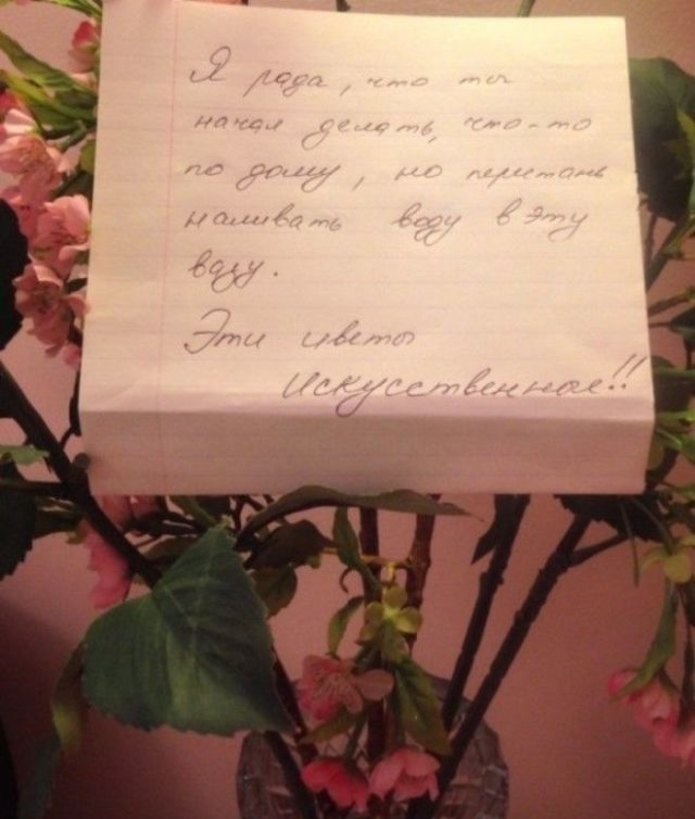 Я рада, что ты
начал делать, что-то
по дому, но перестань
наливать воду в эту
вазу.
Эти цветы
искусственные!!